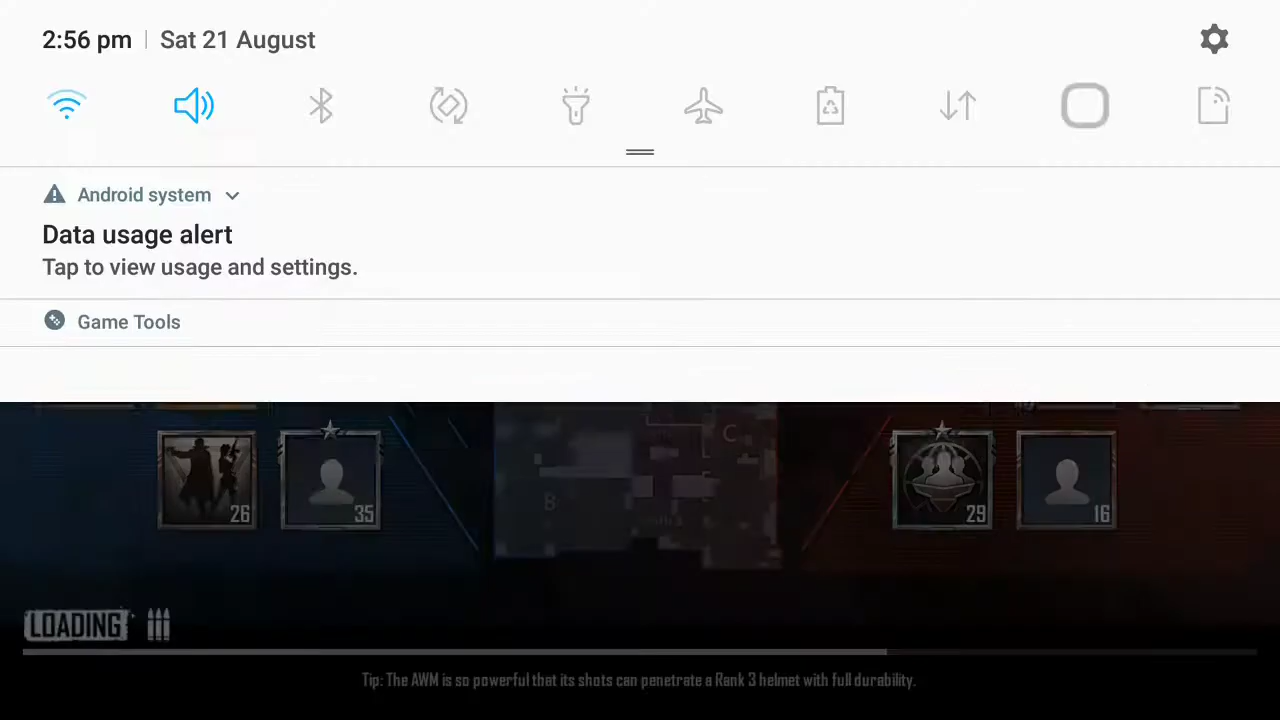 2:56 pm | Sat 21 August
Android system
Data usage alert
Tap to view usage and settings.
Game Tools
C
B
26
35
29
16
LOADING
Tip: The AWM is so powerful that its shots can penetrate a Rank 3 helmet with full durability.